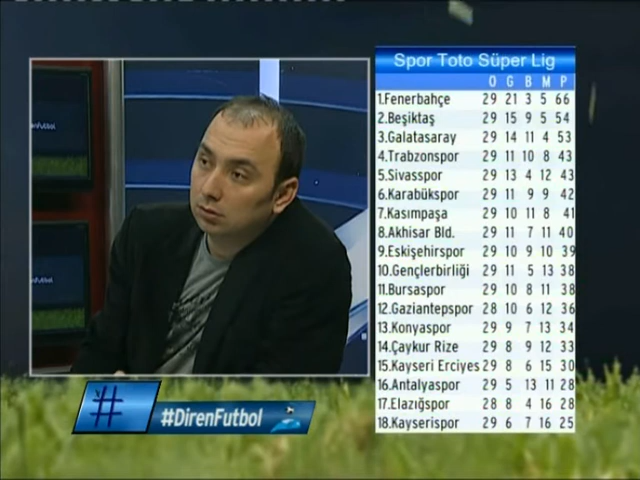 Spor Toto Süper Lig
O G B M P
1.Fenerbahçe 29 21 3 5 66
2.Beşiktaş 29 15 9 5 54
3.Galatasaray 29 14 11 4 53
4.Trabzonspor 29 11 10 8 43
5.Sivasspor 29 13 4 12 43
6.Karabükspor 29 11 9 9 42
7.Kasımpaşa 29 10 11 8 41
8.Akhisar Bld. 29 11 7 11 40
9.Eskişehirspor 29 10 9 10 39
10.Gençlerbirliği 29 11 5 13 38
11.Bursaspor 29 10 8 11 38
12.Gaziantepspor 28 10 6 12 36
13.Konyaspor 29 9 7 13 34
14.Çaykur Rize 29 8 9 12 33
15.Kayseri Erciyes 29 8 6 15 30
16.Antalyaspor 29 5 13 11 28
17.Elazığspor 28 8 4 16 28
18.Kayserispor 29 6 7 16 25
# #DirenFutbol